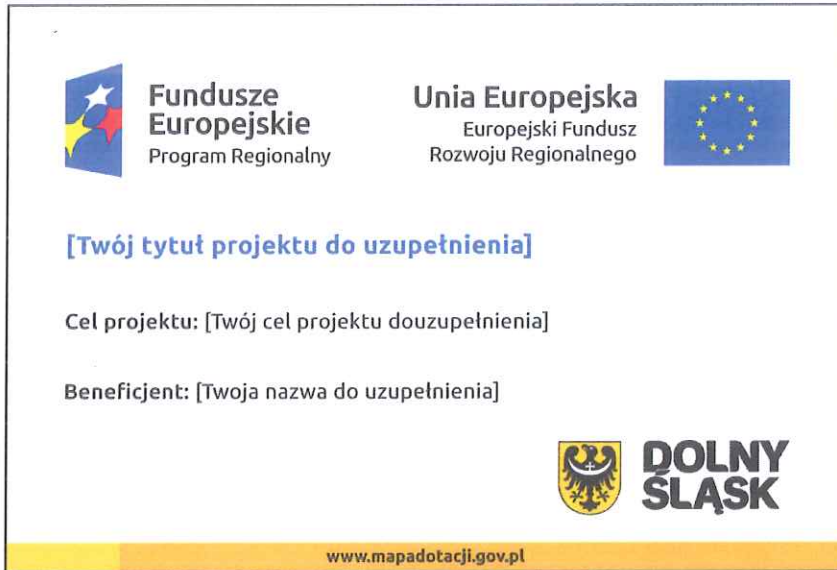 Fundusze
Europejskie
Program Regionalny
Unia Europejska
Europejski Fundusz
Rozwoju Regionalnego
[Twój tytuł projektu do uzupełnienia]
Cel projektu: [Twój cel projektu douzupełnienia]
Beneficjent: [Twoja nazwa do uzupełnienia]
DOLNY
ŚLĄSK
www.mapadotacji.gov.pl